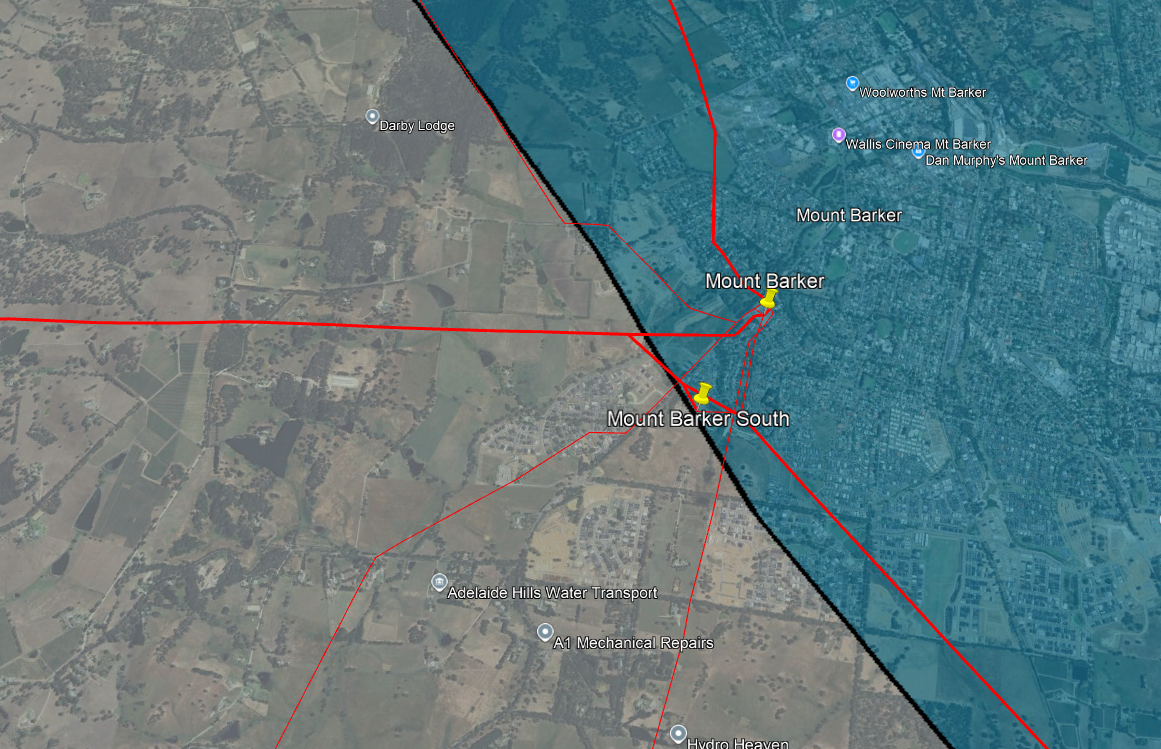 Woolworths Mt Barker
Darby Lodge
Wallis Cinema Mt Barker
Dan Murphy's Mount Barker
Mount Barker
Mount Barker
Mount Barker South
Adelaide Hills Water Transport
A1 Mechanical Repairs
Hydro Heaven